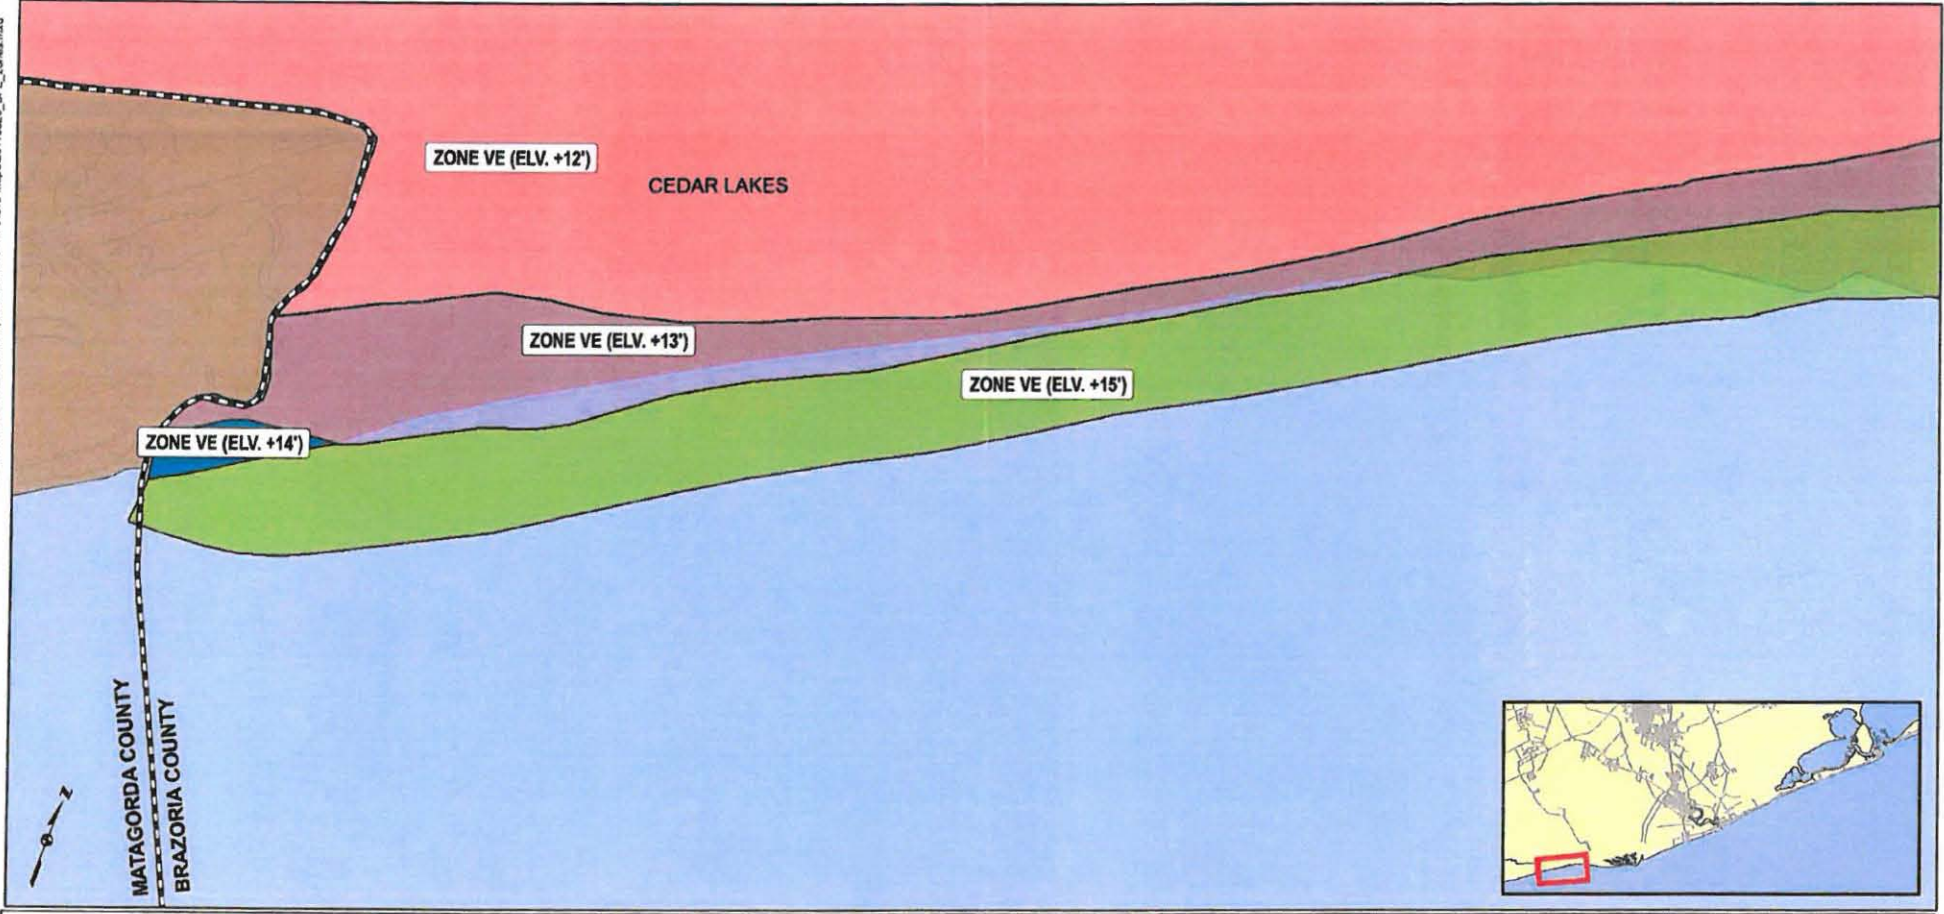 ZONE VE (ELV. +12')
CEDAR LAKES
ZONE VE (ELV. +13')
ZONE VE (ELV. +15')
ZONE VE (ELV. +14')
MATAGORDA COUNTY
BRAZORIA COUNTY
N